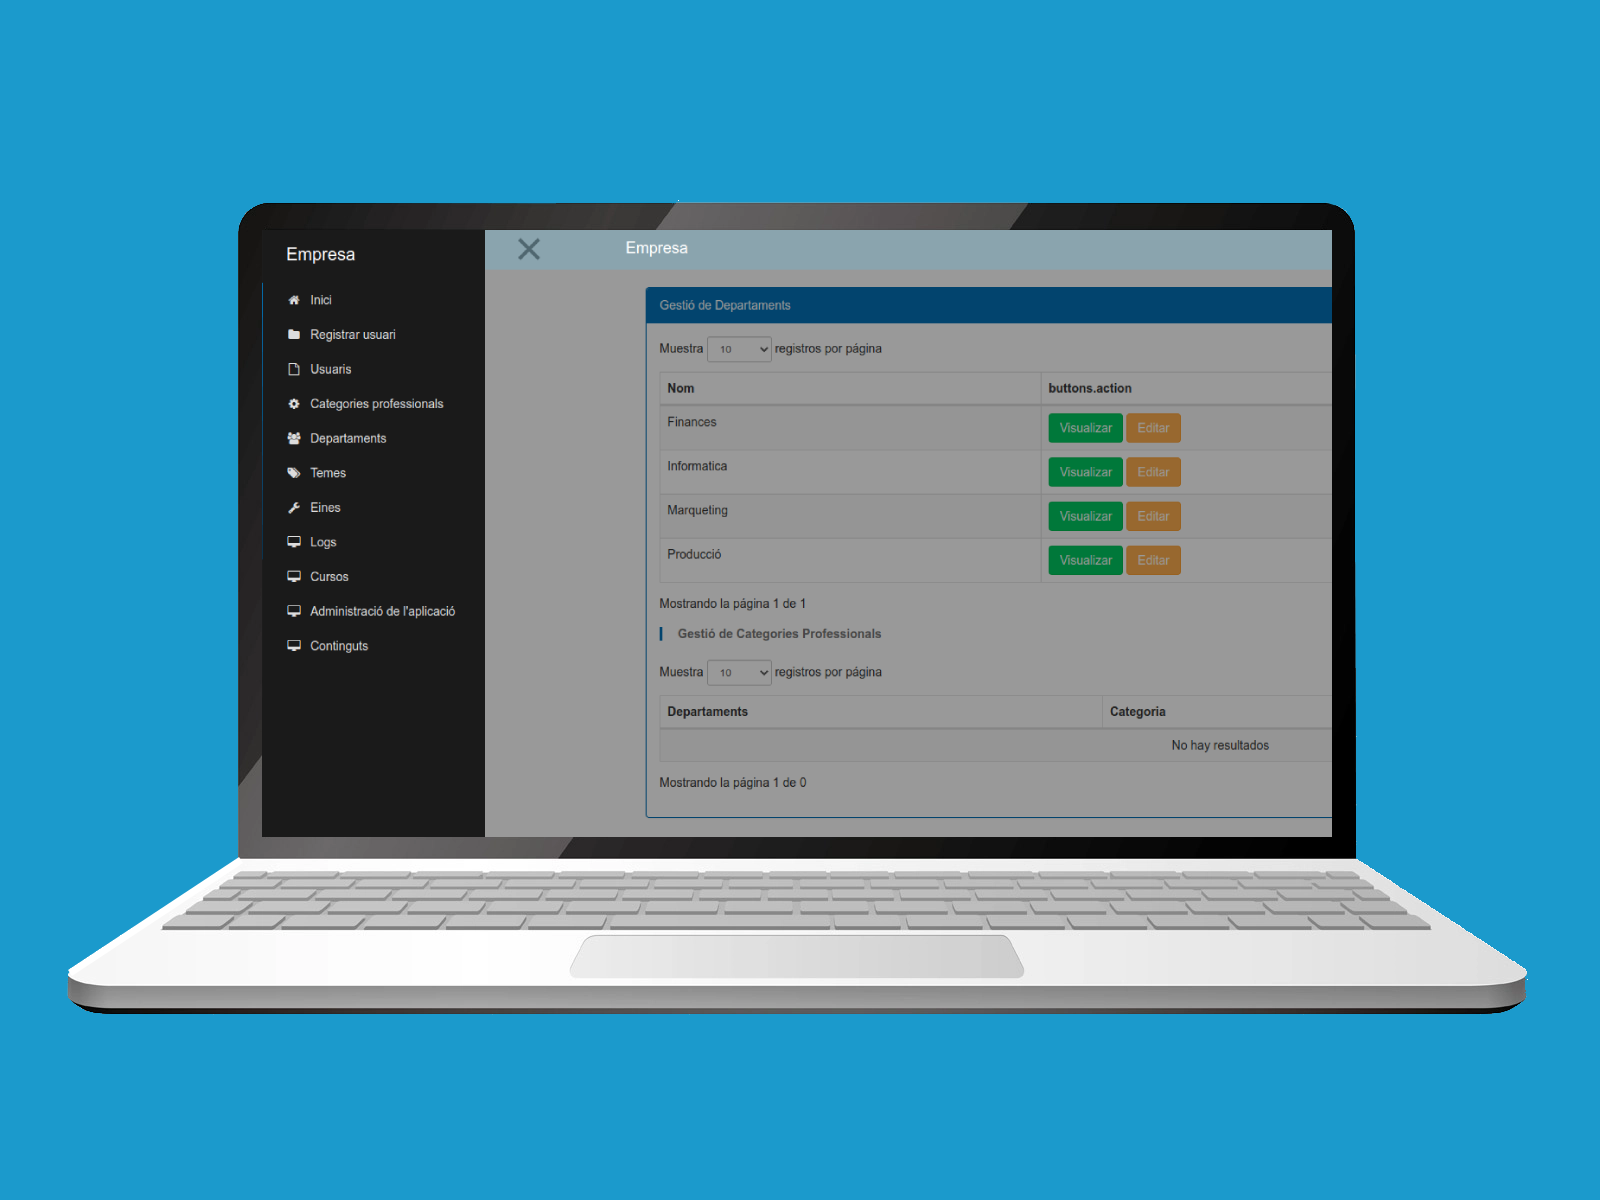 Empresa
Inici
Registrar usuari
Usuaris
Categories professionals
Departaments
Temes
Eines
Logs
Cursos
Administració de l'aplicació
Continguts
Empresa
Gestió de Departaments
Muestra 10 registros por página
Nom buttons.action
Finances Visualizar Editar
Informatica Visualizar Editar
Marqueting Visualizar Editar
Producció Visualizar Editar
Mostrando la página 1 de 1
Gestió de Categories Professionals
Muestra 10 registros por página
Departaments Categoria
No hay resultados
Mostrando la página 1 de 0